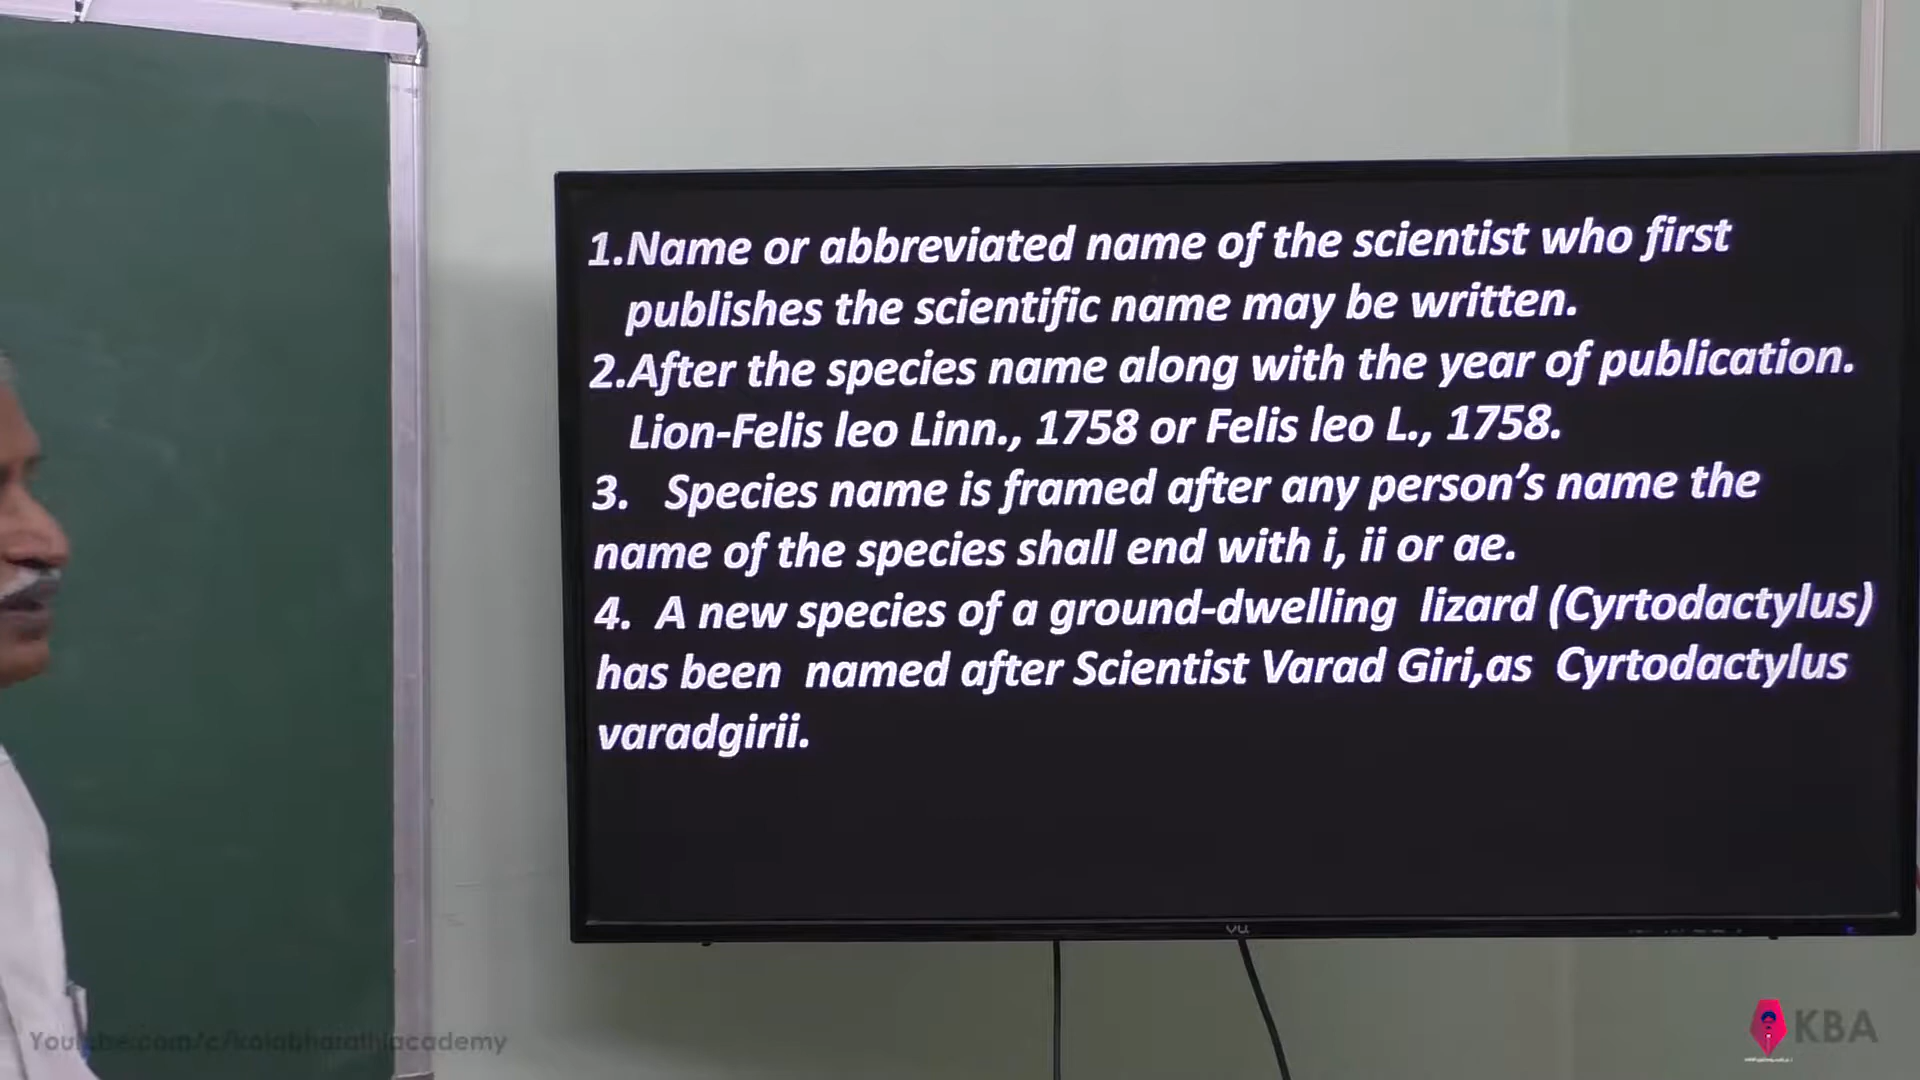 1.Name or abbreviated name of the scientist who first
publishes the scientific name may be written.
2.After the species name along with the year of publication.
Lion-Felis leo Linn., 1758 or Felis leo L., 1758.
3. Species name is framed after any person’s name the
name of the species shall end with i, ii or ae.
4. A new species of a ground-dwelling lizard (Cyrtodactylus)
has been named after Scientist Varad Giri,as Cyrtodactylus
varadgirii.
VU
KBA